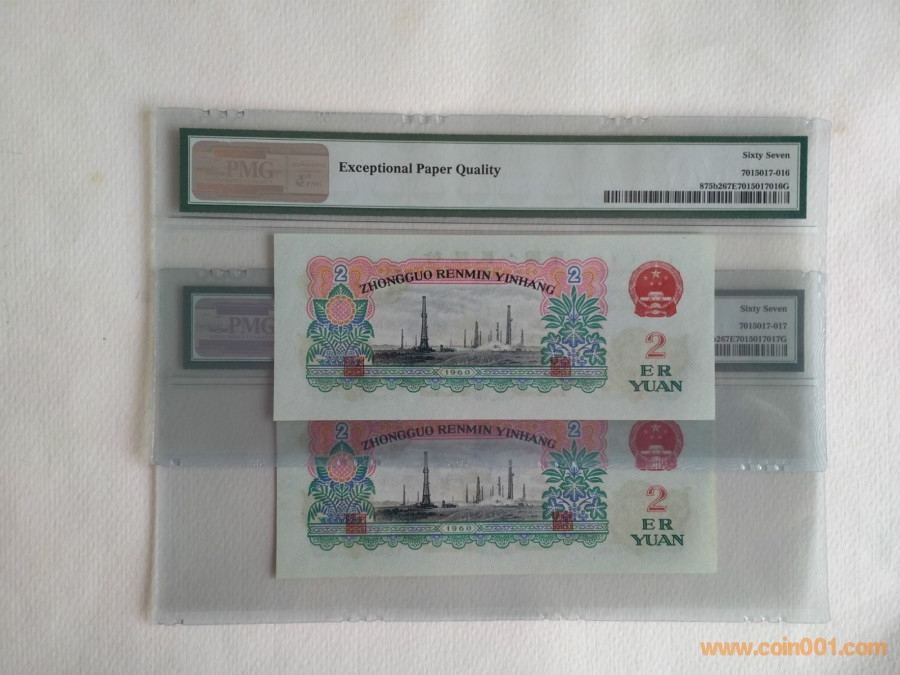 PMG
Exceptional Paper Quality
Sixty Seven
7015017-016
875b267E7015017016G
2
2
ZHONGGUO RENMIN YINHANG
1960
2
ER
YUAN
PMG
Sixty Seven
7015017-017
b267E7015017017G
2
2
ZHONGGUO RENMIN YINHANG
1960
2
ER
YUAN
www.coin001.com